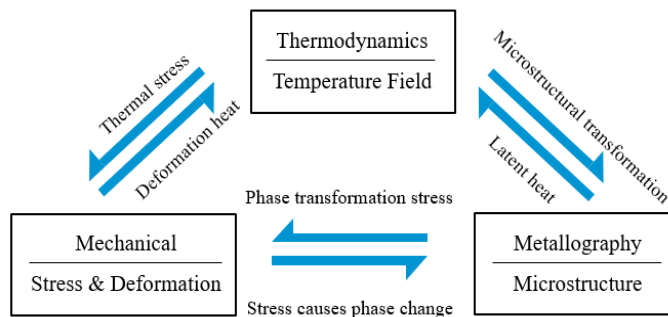 Thermodynamics
Temperature Field
Thermal stress
Deformation heat
Microstructural transformation
Latent heat
Phase transformation stress
Mechanical
Stress & Deformation
Metallography
Microstructure
Stress causes phase change